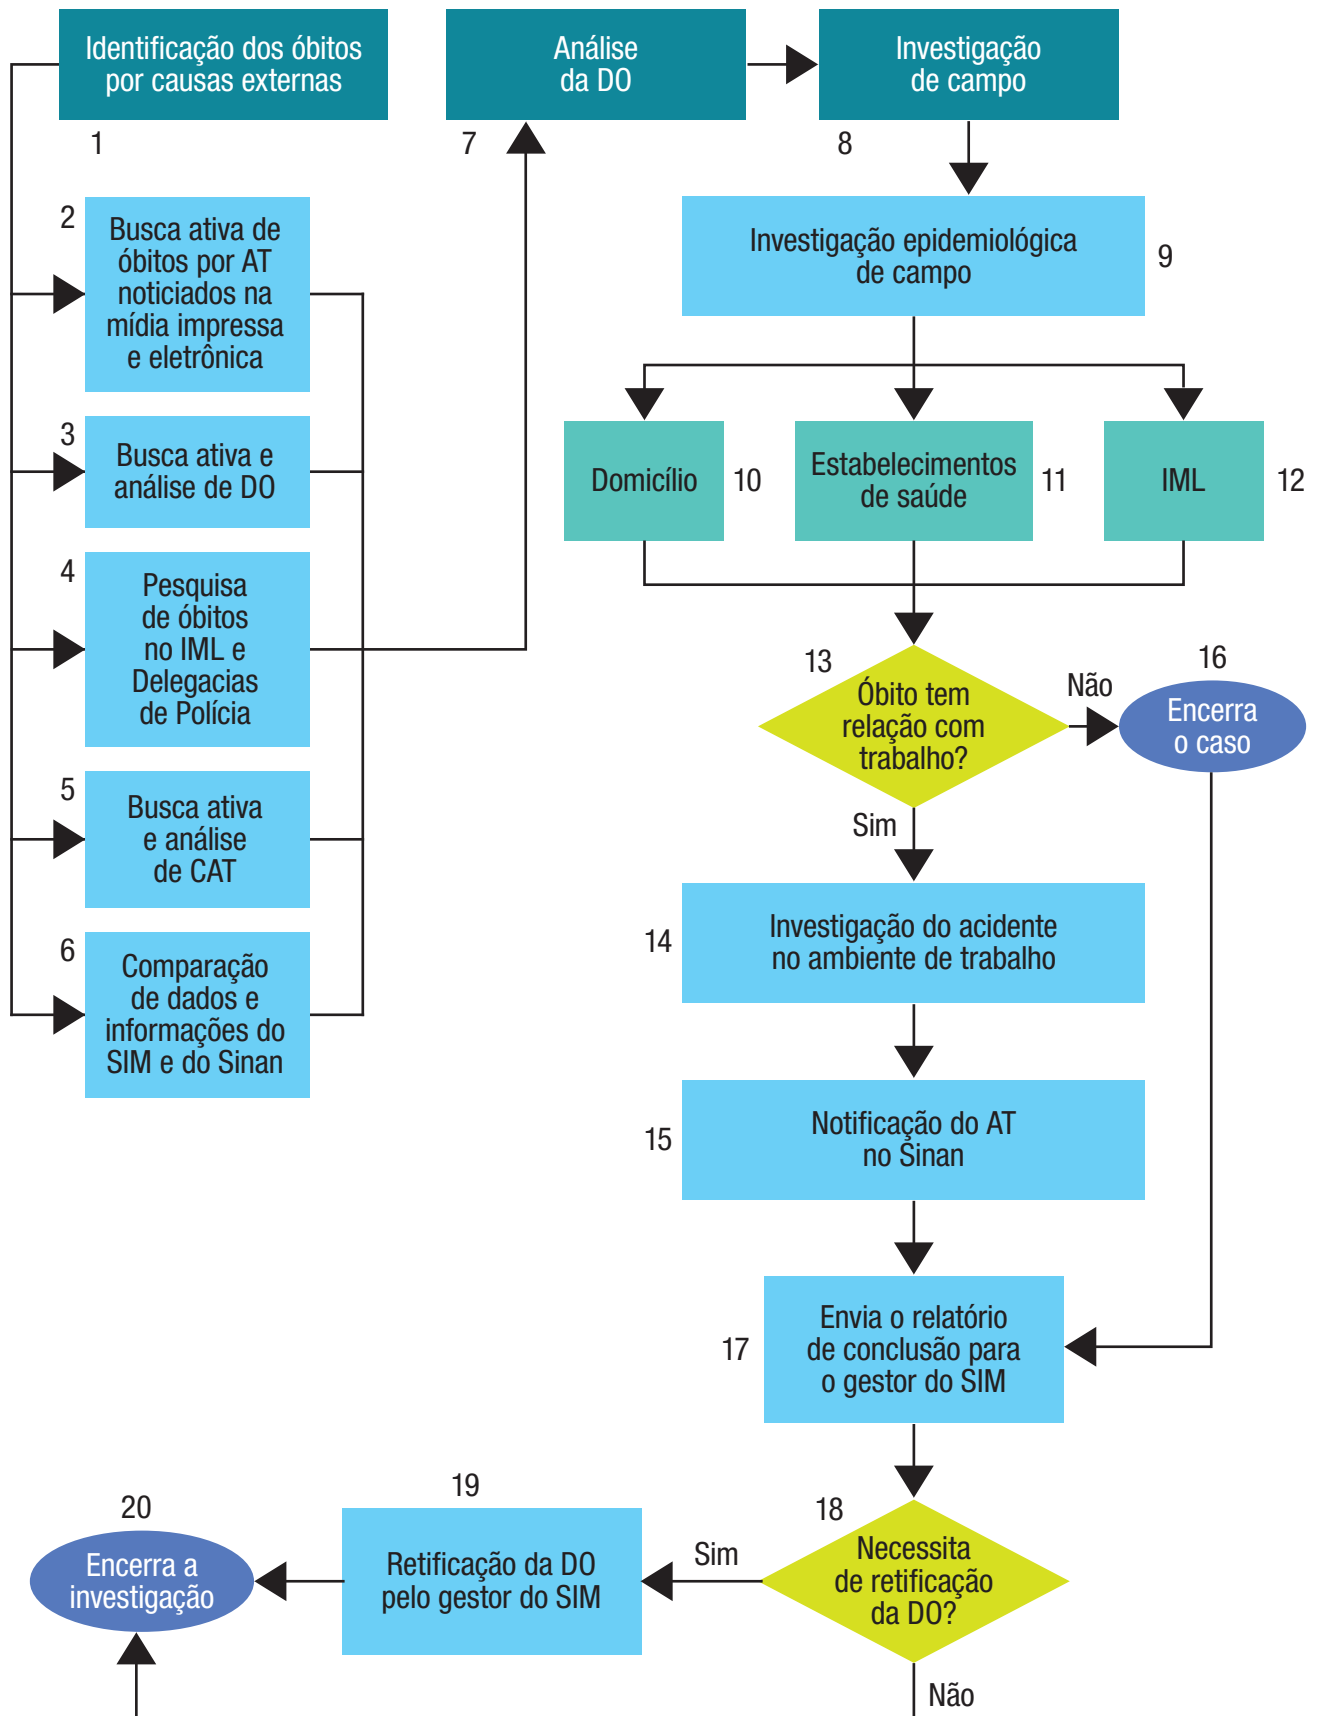 Identificação dos óbitos
por causas externas
1
2
Busca ativa de
óbitos por AT
noticiados na
mídia impressa
e eletrônica
3
Busca ativa e
análise de DO
4
Pesquisa
de óbitos
no IML e
Delegacias
de Polícia
5
Busca ativa
e análise
de CAT
6
Comparação
de dados e
informações do
SIM e do Sinan
Análise
da DO
7
Investigação
de campo
8
Investigação epidemiológica
de campo
9
Domicílio
10
Estabelecimentos
de saúde
11
IML
12
13
Óbito tem
relação com
trabalho?
Não
16
Encerra
o caso
Sim
14
Investigação do acidente
no ambiente de trabalho
15
Notificação do AT
no Sinan
17
Envia o relatório
de conclusão para
o gestor do SIM
18
Necessita
de retificação
da DO?
Sim
19
Retificação da DO
pelo gestor do SIM
20
Encerra a
investigação
Não